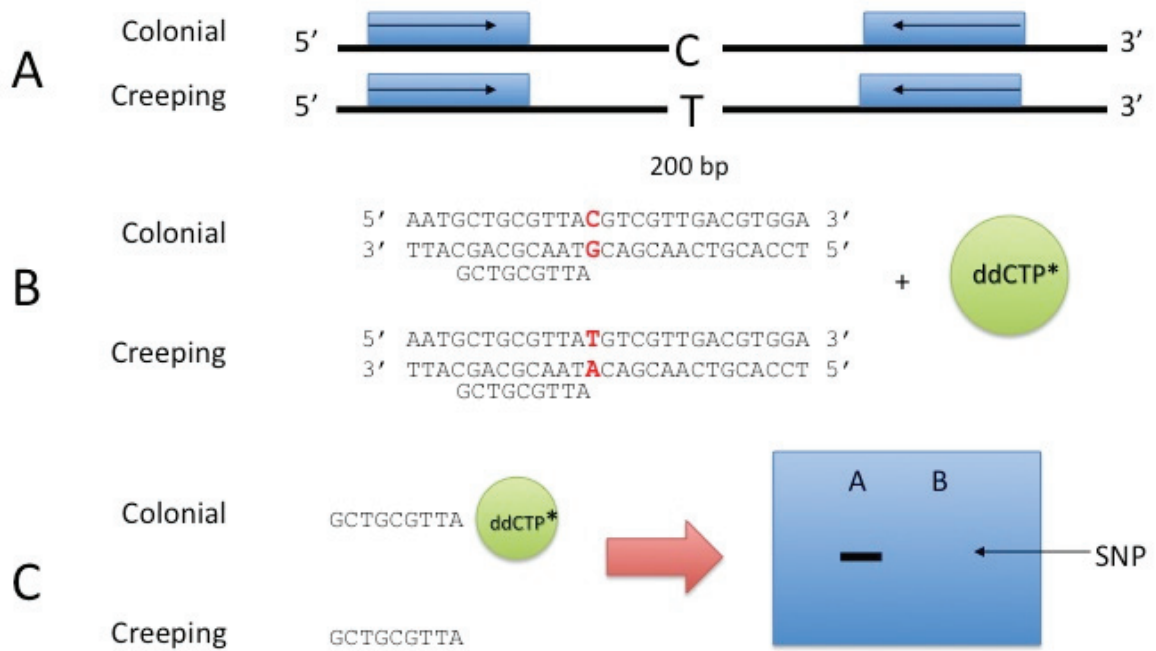 Colonial 5′ C 3′
A
Creeping 5′ T 3′
200 bp
5′ AATGCTGCGTTACGTCGTTGACGTGGA 3′
Colonial
3′ TTACGACGCAATGCAGCAACTGCACCT 5′
GCTGCGTTA
B
+ ddCTP*
5′ AATGCTGCGTTATGTCGTTGACGTGGA 3′
Creeping
3′ TTACGACGCAATACAGCAACTGCACCT 5′
GCTGCGTTA
A B
Colonial GCTGCGTTA ddCTP*
SNP
C
Creeping GCTGCGTTA